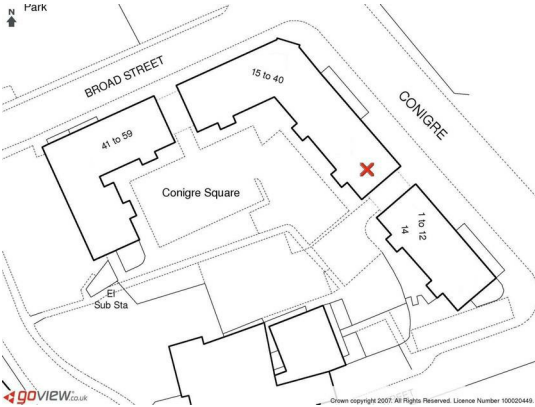 N
Park
BROAD STREET
15 to 40
CONIGRE
41 to 59
Conigre Square
1 to 12
14
El
Sub Sta
goview.co.uk
Crown copyright 2007. All Rights Reserved. Licence Number 100020449.